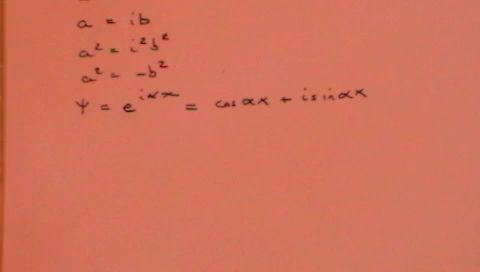 a = ib
a² = i²b²
a² = -b²
Ψ = e^{iαx} = cos αx + i sin αx